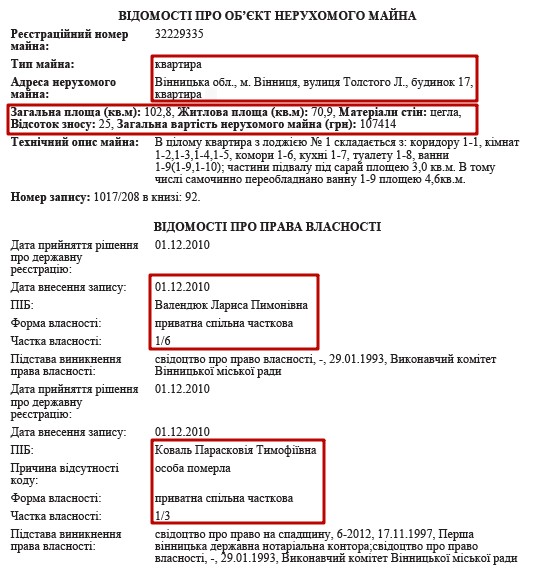 ВІДОМОСТІ ПРО ОБ’ЄКТ НЕРУХОМОГО МАЙНА
Реєстраційний номер майна: 32229335
Тип майна: квартира
Адреса нерухомого майна: Вінницька обл., м. Вінниця, вулиця Толстого Л., будинок 17, квартира
Загальна площа (кв.м): 102,8, Житлова площа (кв.м): 70,9, Матеріали стін: цегла,
Відсоток зносу: 25, Загальна вартість нерухомого майна (грн): 107414
Технічний опис майна: В цілому квартира з лоджією № 1 складається з: коридору 1-1, кімнат
1-2,1-3,1-4,1-5, комори 1-6, кухні 1-7, туалету 1-8, ванни
1-9(1-9,1-10); частини підвалу під сарай площею 3,0 кв.м. В тому
числі самочинно переобладнано ванну 1-9 площею 4,6кв.м.
Номер запису: 1017/208 в книзі: 92.
ВІДОМОСТІ ПРО ПРАВА ВЛАСНОСТІ
Дата прийняття рішення про державну реєстрацію: 01.12.2010
Дата внесення запису: 01.12.2010
ПІБ: Валендюк Лариса Пимонівна
Форма власності: приватна спільна часткова
Частка власності: 1/6
Підстава виникнення права власності: свідоцтво про право власності, -, 29.01.1993, Виконавчий комітет
Вінницької міської ради
Дата прийняття рішення про державну реєстрацію: 01.12.2010
Дата внесення запису: 01.12.2010
ПІБ: Коваль Парасковія Тимофіївна
Причина відсутності коду: особа померла
Форма власності: приватна спільна часткова
Частка власності: 1/3
Підстава виникнення права власності: свідоцтво про право на спадщину, 6-2012, 17.11.1997, Перша
вінницька державна нотаріальна контора;свідоцтво про право
власності, -, 29.01.1993, Виконавчий комітет Вінницької міської ради